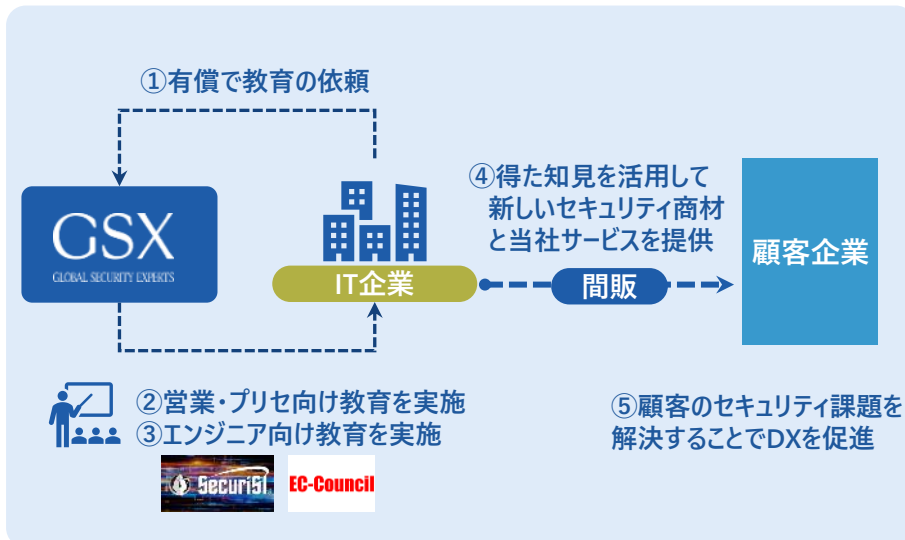 ①有償で教育の依頼
GSX
GLOBAL SECURITY EXPERTS
IT企業
④得た知見を活用して
新しいセキュリティ商材
と当社サービスを提供
間販
顧客企業
②営業・プリセ向け教育を実施
③エンジニア向け教育を実施
SecuriST
EC-Council
⑤顧客のセキュリティ課題を
解決することでDXを促進